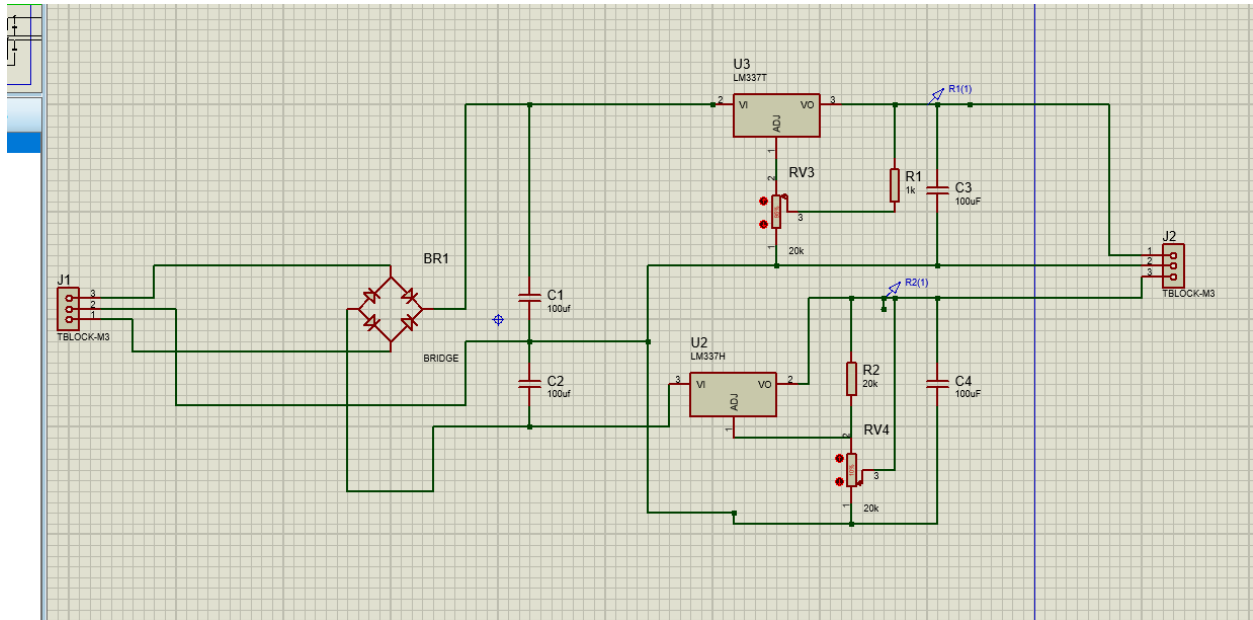 U3
LM337T
2
VI
VO
3
ADJ
1
R1(1)
RV3
2
3
1
20k
R1
1k
C3
100uF
J2
1
2
3
TBLOCK-M3
BR1
BRIDGE
J1
3
2
1
TBLOCK-M3
C1
100uf
C2
100uf
R2(1)
U2
LM337H
3
VI
VO
2
ADJ
1
R2
20k
C4
100uF
RV4
2
3
1
20k